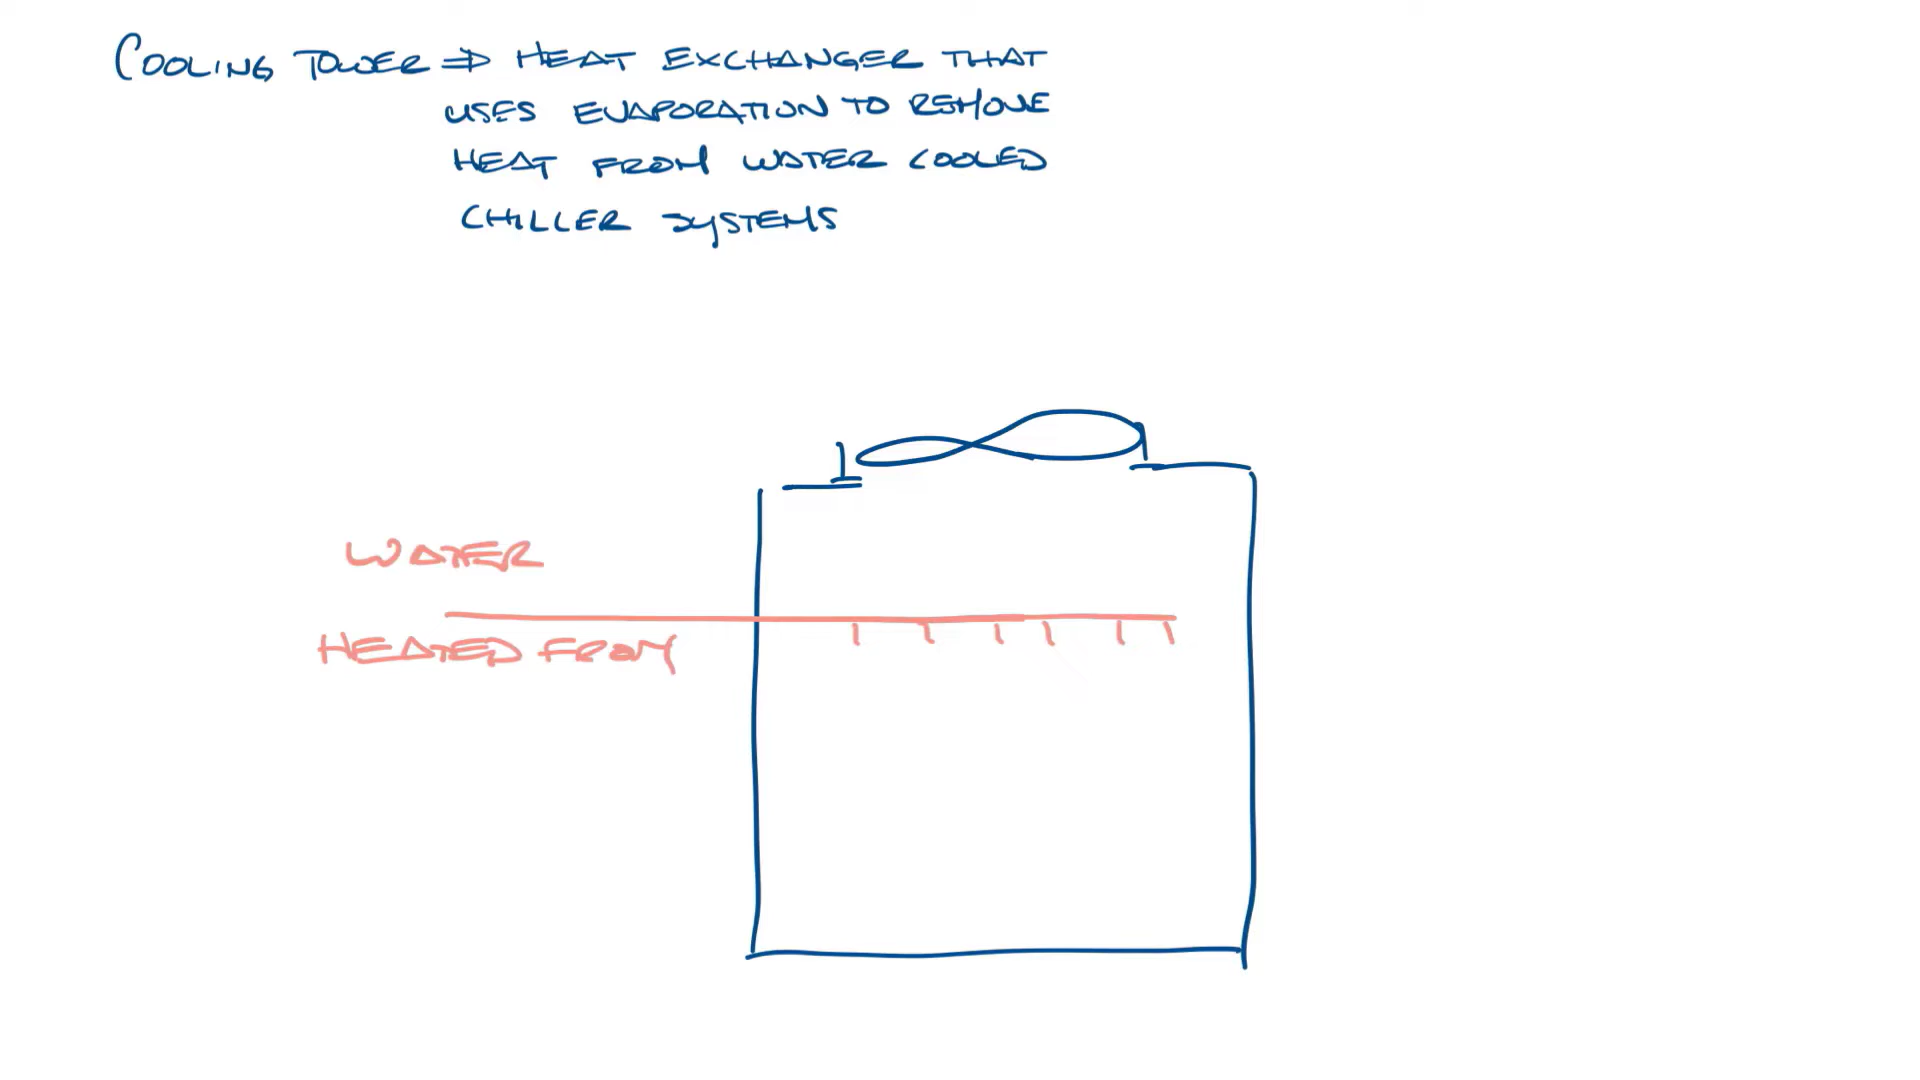 COOLING TOWER ⇒ HEAT EXCHANGER THAT
USES EVAPORATION TO REMOVE
HEAT FROM WATER COOLED
CHILLER SYSTEMS
WATER
HEATED FROM